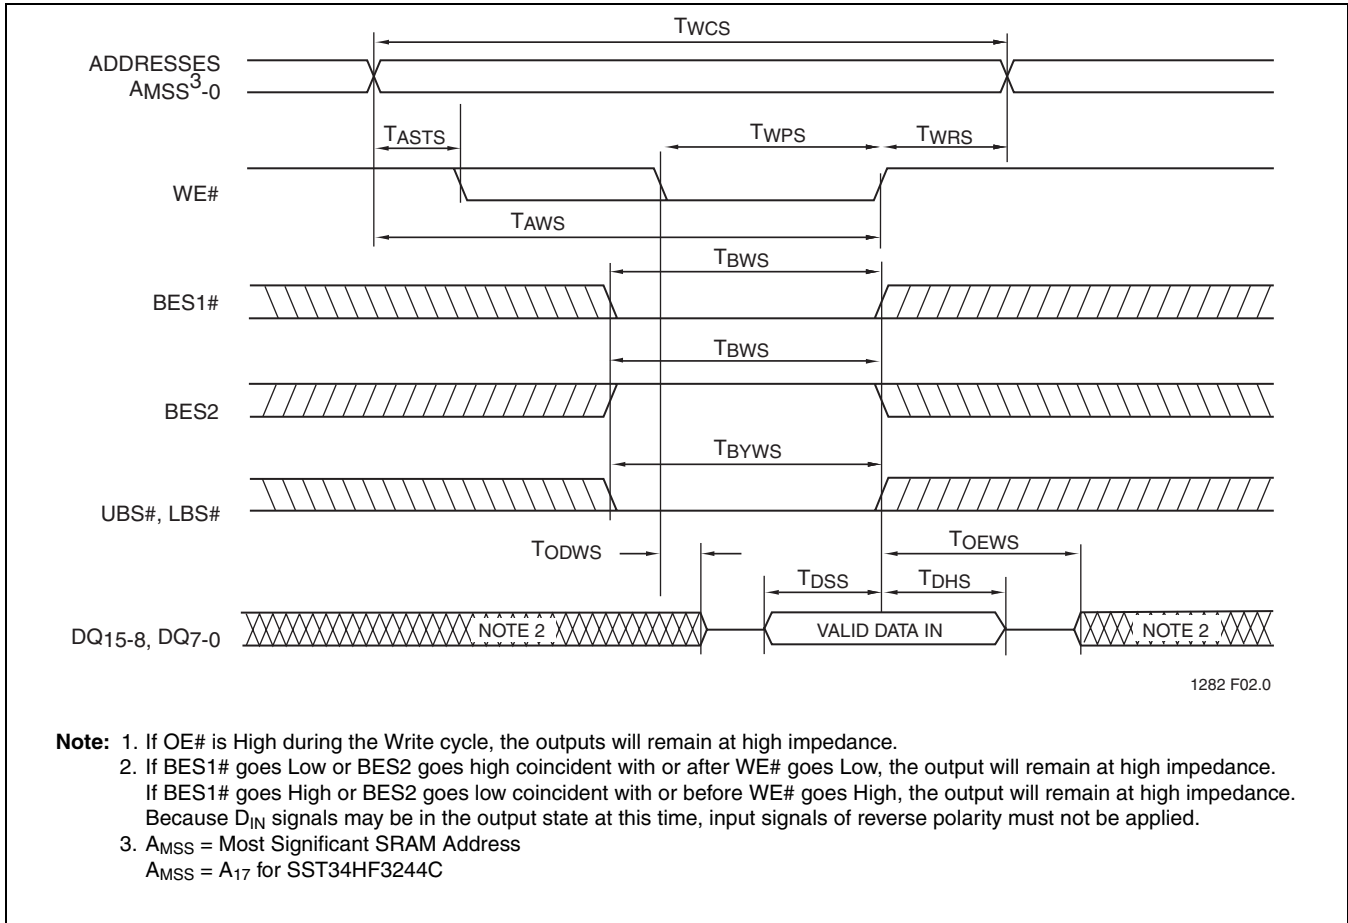 TWCS
ADDRESSES
AMSS3-0
TASTS
TWPS
TWRS
WE#
TAWS
TBWS
BES1#
TBWS
BES2
TBYWS
UBS#, LBS#
TODWS
TOEWS
TDSS
TDHS
DQ15-8, DQ7-0
NOTE 2
VALID DATA IN
NOTE 2
1282 F02.0
Note: 1. If OE# is High during the Write cycle, the outputs will remain at high impedance.
2. If BES1# goes Low or BES2 goes high coincident with or after WE# goes Low, the output will remain at high impedance.
If BES1# goes High or BES2 goes low coincident with or before WE# goes High, the output will remain at high impedance.
Because DIN signals may be in the output state at this time, input signals of reverse polarity must not be applied.
3. AMSS = Most Significant SRAM Address
AMSS = A17 for SST34HF3244C